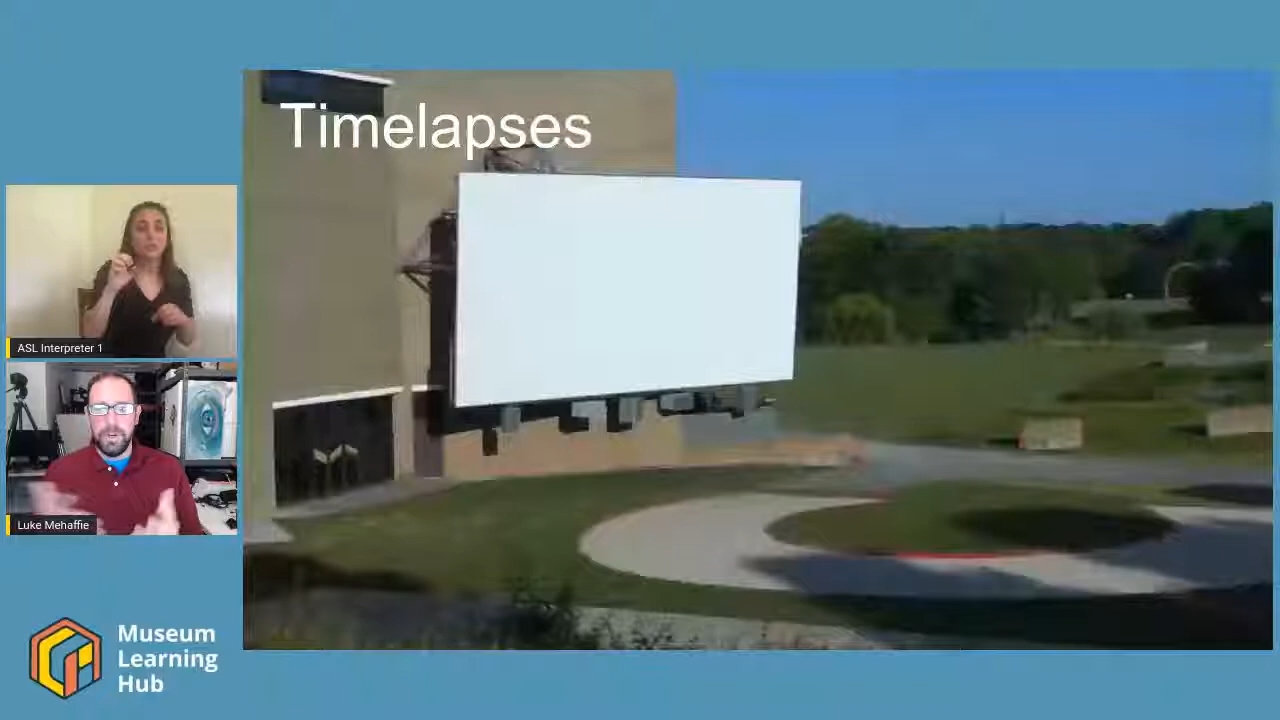 Timelapses
ASL Interpreter 1
Luke Mehaffie
Museum
Learning
Hub